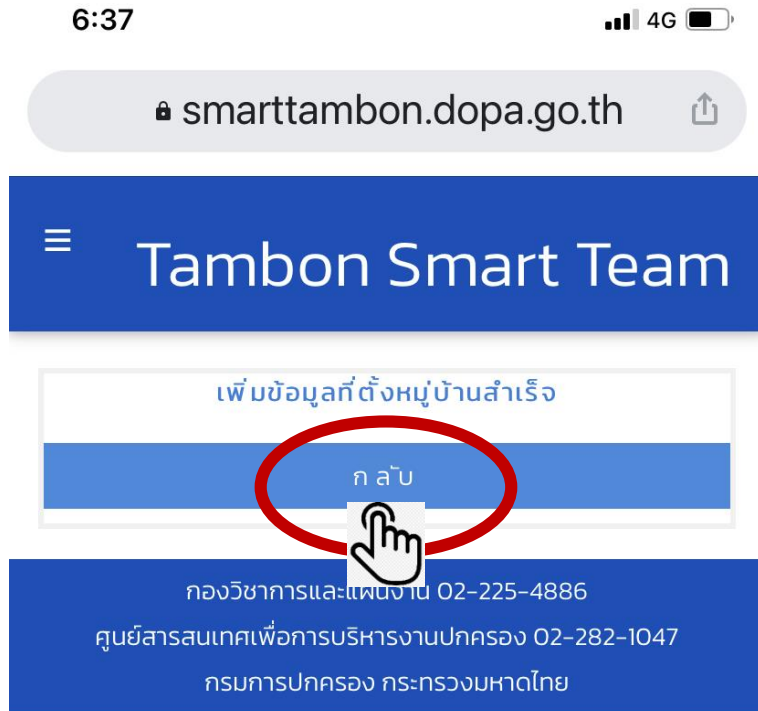 6:37
4G
smarttambon.dopa.go.th
Tambon Smart Team
เพิ่มข้อมูลที่ตั้งหมู่บ้านสำเร็จ
กลับ
กองวิชาการและแผนงาน 02-225-4886
ศูนย์สารสนเทศเพื่อการบริหารงานปกครอง 02-282-1047
กรมการปกครอง กระทรวงมหาดไทย